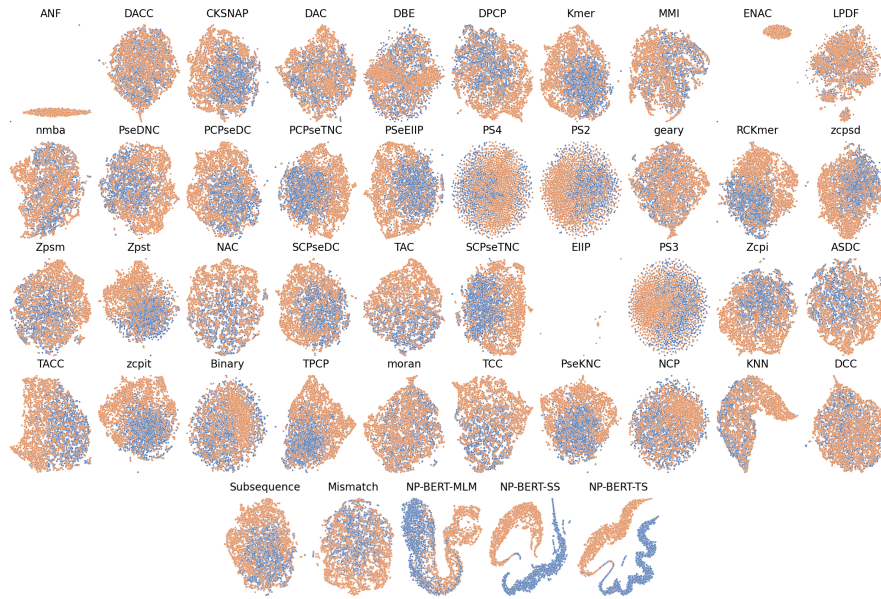 ANF DACC CKSNAP DAC DBE DPCP Kmer MMI ENAC LPDF
nmba PseDNC PCPseDC PCPseTNC PSeEIIP PS4 PS2 geary RCKmer zcpsd
Zpsm Zpst NAC SCPseDC TAC SCPseTNC EIIP PS3 Zcpi ASDC
TACC zcpit Binary TPCP moran TCC PseKNC NCP KNN DCC
Subsequence Mismatch NP-BERT-MLM NP-BERT-SS NP-BERT-TS